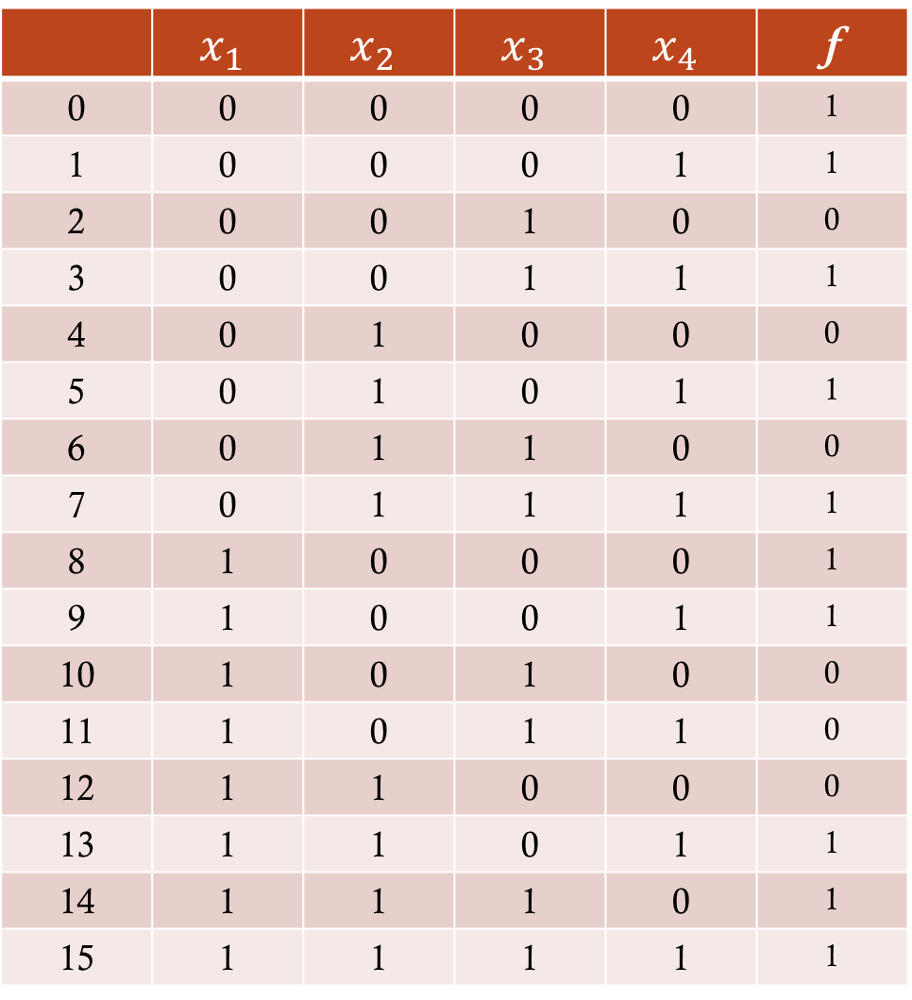 x₁ x₂ x₃ x₄ f
0 0 0 0 0 1
1 0 0 0 1 1
2 0 0 1 0 0
3 0 0 1 1 1
4 0 1 0 0 0
5 0 1 0 1 1
6 0 1 1 0 0
7 0 1 1 1 1
8 1 0 0 0 1
9 1 0 0 1 1
10 1 0 1 0 0
11 1 0 1 1 0
12 1 1 0 0 0
13 1 1 0 1 1
14 1 1 1 0 1
15 1 1 1 1 1